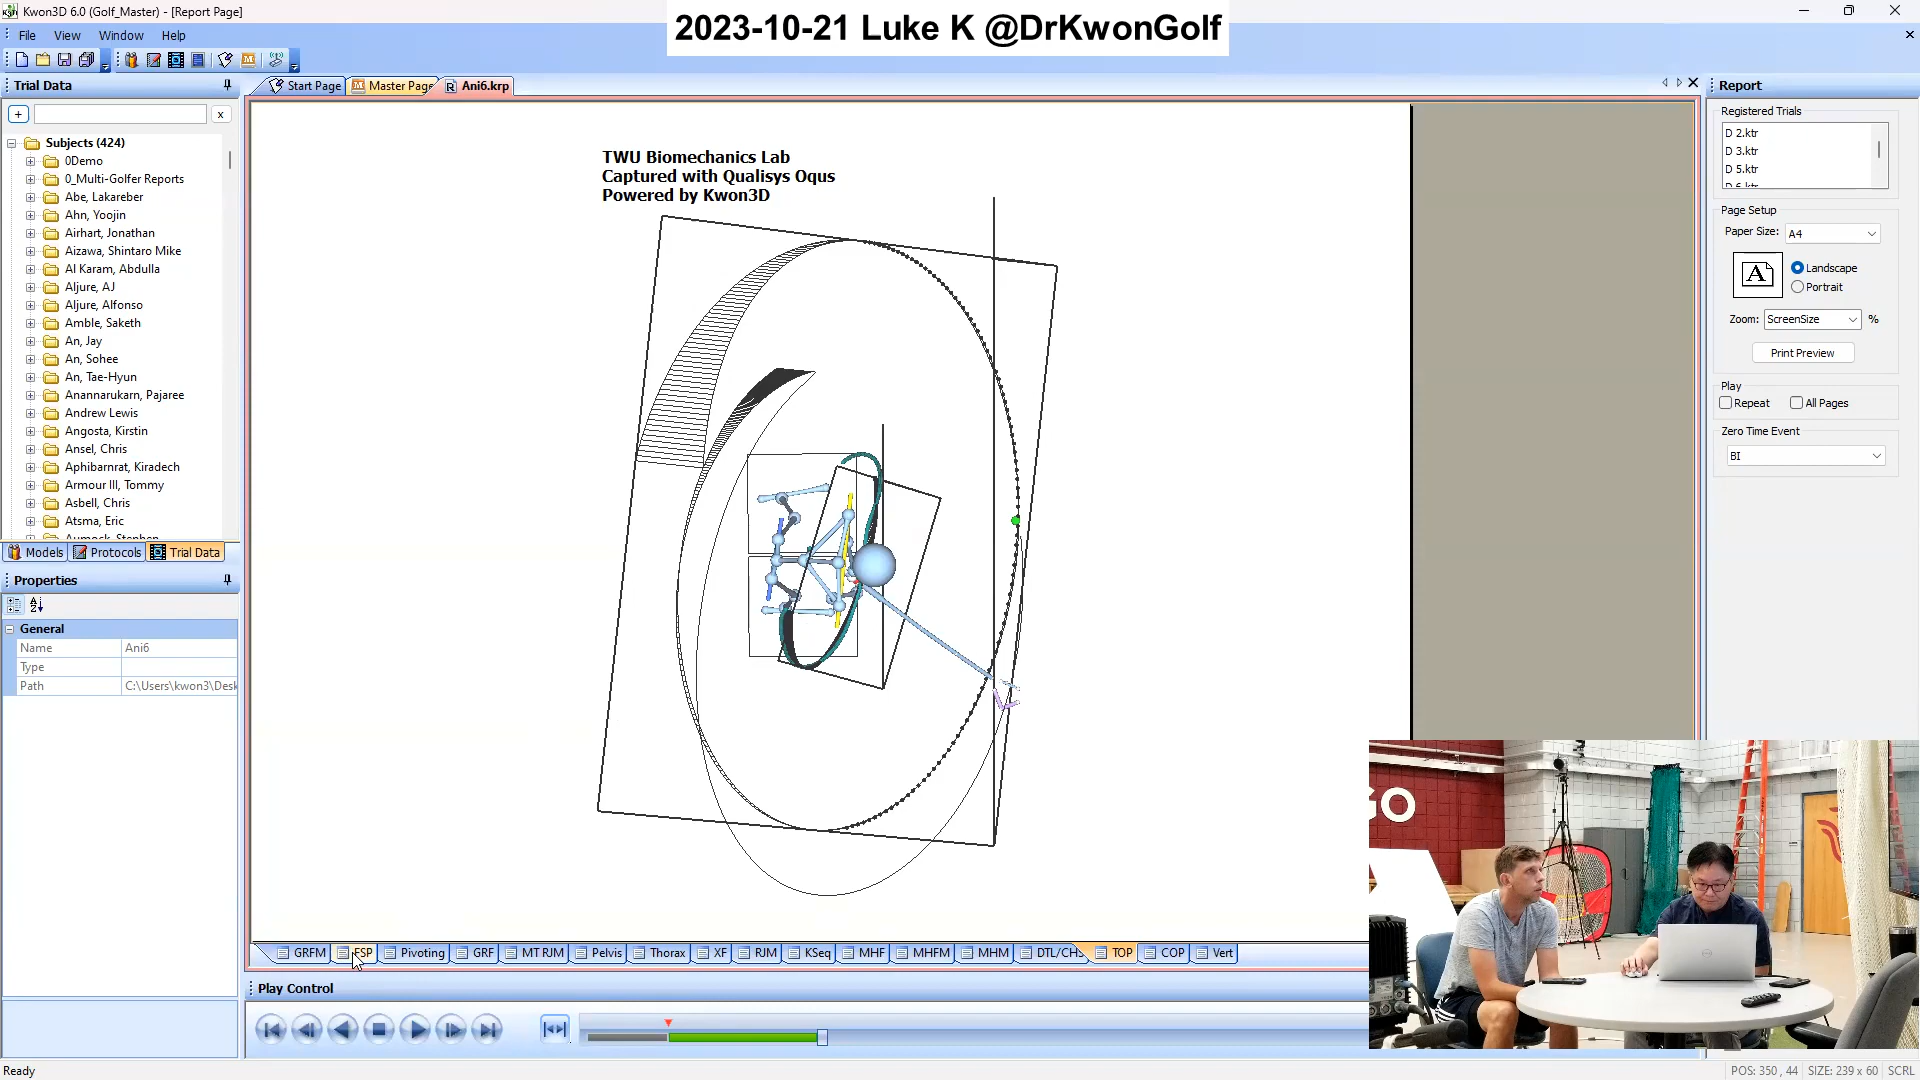 Kwon3D 6.0 (Golf_Master) - [Report Page]
2023-10-21 Luke K @DrKwonGolf
File View Window Help
Trial Data
Start Page
Master Page
Ani6.krp
Report
+
x
Subjects (424)
0Demo
0_Multi-Golfer Reports
Abe, Lakareber
Ahn, Yoojin
Airhart, Jonathan
Aizawa, Shintaro Mike
Al Karam, Abdulla
Aljure, AJ
Aljure, Alfonso
Amble, Saketh
An, Jay
An, Sohee
An, Tae-Hyun
Anannarukarn, Pajaree
Andrew Lewis
Angosta, Kirstin
Ansel, Chris
Aphibarnrat, Kiradech
Armour III, Tommy
Asbell, Chris
Atsma, Eric
Aumock, Stephen
Models Protocols Trial Data
Properties
General
Name Ani6
Type
Path C:\Users\kwon3\Desk
TWU Biomechanics Lab
Captured with Qualisys Oqus
Powered by Kwon3D
Registered Trials
D 2.ktr
D 3.ktr
D 5.ktr
D 6.ktr
Page Setup
Paper Size: A4
A
Landscape
Portrait
Zoom: ScreenSize %
Print Preview
Play
Repeat All Pages
Zero Time Event
BI
GO
GRFM FSP Pivoting GRF MT RJM Pelvis Thorax XF RJM KSeq MHF MHFM MHM DTL/CH TOP COP Vert
Play Control
Ready
POS: 350 , 44 SIZE: 239 x 60 SCRL